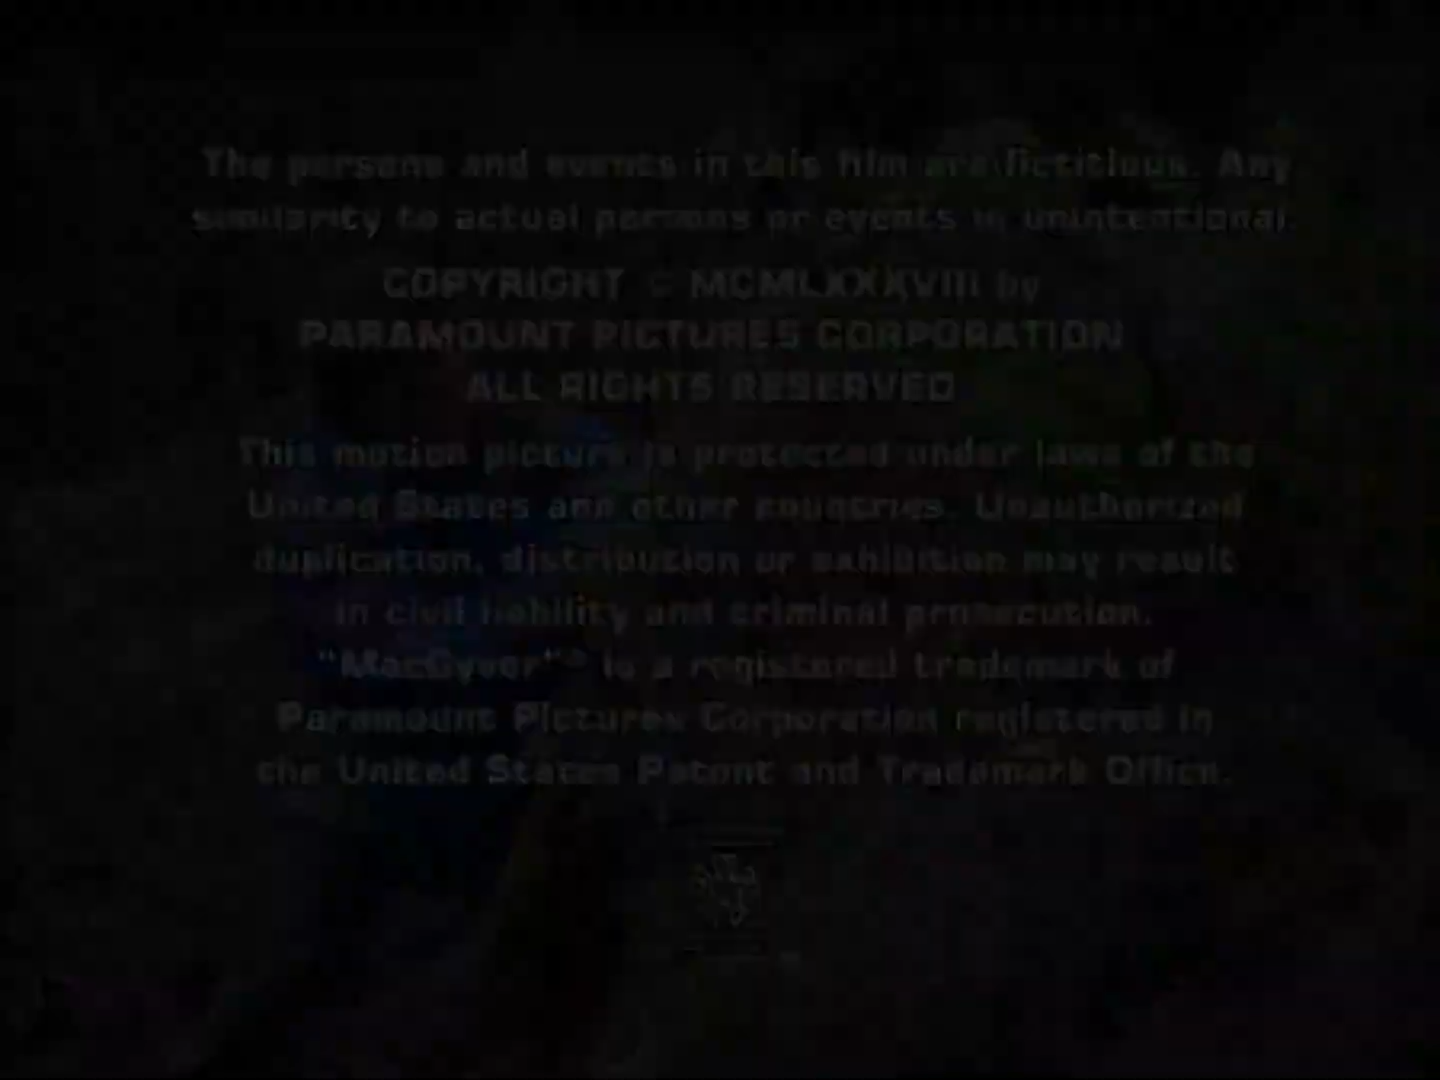 The persons and events in this film are fictitious. Any
similarity to actual persons or events is unintentional.
COPYRIGHT © MCMLXXXVIII by
PARAMOUNT PICTURES CORPORATION
ALL RIGHTS RESERVED
This motion picture is protected under laws of the
United States and other countries. Unauthorized
duplication, distribution or exhibition may result
in civil liability and criminal prosecution.
"MacGyver"® is a registered trademark of
Paramount Pictures Corporation registered in
the United States Patent and Trademark Office.